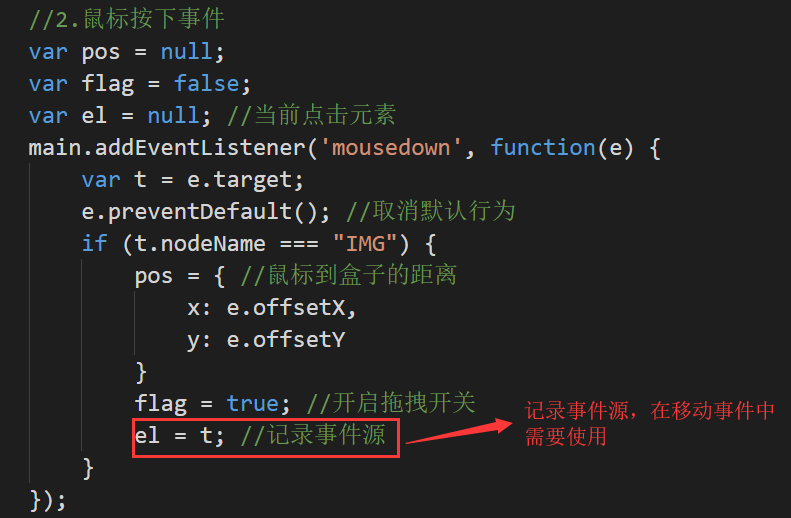 //2.鼠标按下事件
var pos = null;
var flag = false;
var el = null; //当前点击元素
main.addEventListener('mousedown', function(e) {
    var t = e.target;
    e.preventDefault(); //取消默认行为
    if (t.nodeName === "IMG") {
        pos = { //鼠标到盒子的距离
            x: e.offsetX,
            y: e.offsetY
        }
        flag = true; //开启拖拽开关
        el = t; //记录事件源
    }
});
记录事件源，在移动事件中
需要使用